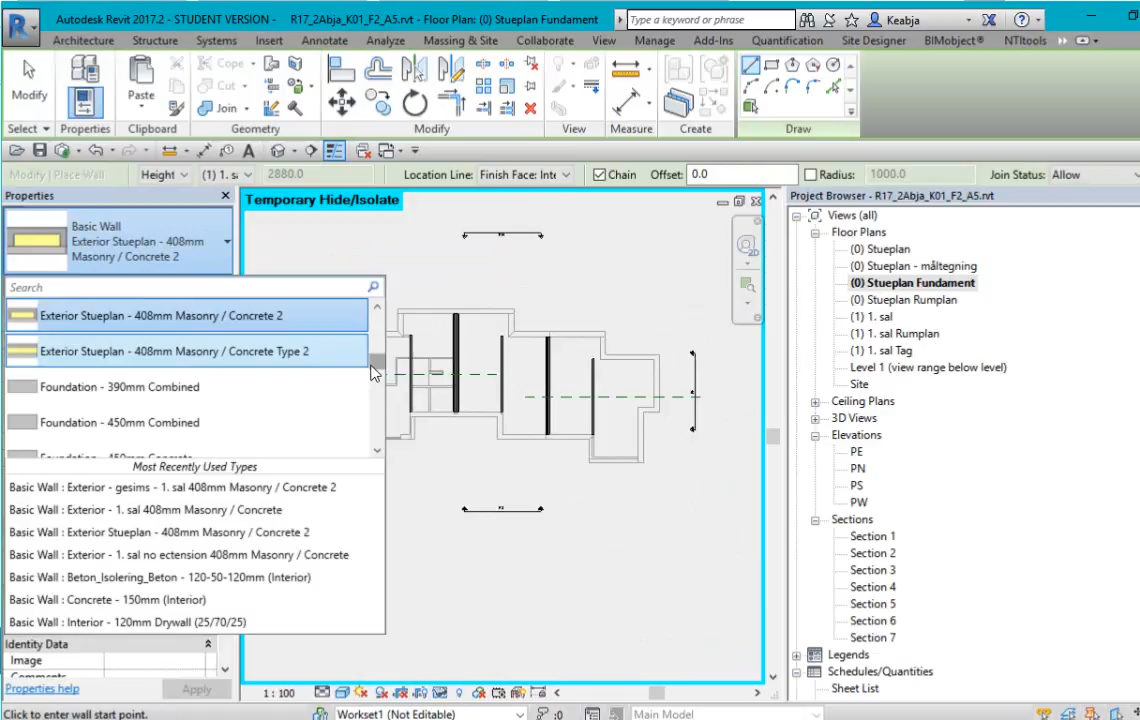 Autodesk Revit 2017.2 - STUDENT VERSION - R17_2Abja_K01_F2_A5.rvt - Floor Plan: (0) Stueplan Fundament
Type a keyword or phrase
Keabja
Architecture Structure Systems Insert Annotate Analyze Massing & Site Collaborate View Manage Add-Ins Quantification Site Designer BIMobject® NTItools
Modify
Paste
Cope
Cut
Join
Select Properties Clipboard Geometry Modify View Measure Create Draw
Modify | Place Wall Height (1) 1. s 2880.0 Location Line: Finish Face: Inte Chain Offset: 0.0 Radius: 1000.0 Join Status: Allow
Properties
Basic Wall
Exterior Stueplan - 408mm
Masonry / Concrete 2
Search
Exterior Stueplan - 408mm Masonry / Concrete 2
Exterior Stueplan - 408mm Masonry / Concrete Type 2
Foundation - 390mm Combined
Foundation - 450mm Combined
Foundation - 450mm Concrete
Most Recently Used Types
Basic Wall : Exterior - gesims - 1. sal 408mm Masonry / Concrete 2
Basic Wall : Exterior - 1. sal 408mm Masonry / Concrete
Basic Wall : Exterior Stueplan - 408mm Masonry / Concrete 2
Basic Wall : Exterior - 1. sal no ectension 408mm Masonry / Concrete
Basic Wall : Beton_Isolering_Beton - 120-50-120mm (Interior)
Basic Wall : Concrete - 150mm (Interior)
Basic Wall : Interior - 120mm Drywall (25/70/25)
Identity Data
Image
Comments
Properties help
Apply
Temporary Hide/Isolate
2D
1 : 100
Project Browser - R17_2Abja_K01_F2_A5.rvt
Views (all)
Floor Plans
(0) Stueplan
(0) Stueplan - måltegning
(0) Stueplan Fundament
(0) Stueplan Rumplan
(1) 1. sal
(1) 1. sal Rumplan
(1) 1. sal Tag
Level 1 (view range below level)
Site
Ceiling Plans
3D Views
Elevations
PE
PN
PS
PW
Sections
Section 1
Section 2
Section 3
Section 4
Section 5
Section 6
Section 7
Legends
Schedules/Quantities
Sheet List
Click to enter wall start point.
Workset1 (Not Editable)
:0
Main Model